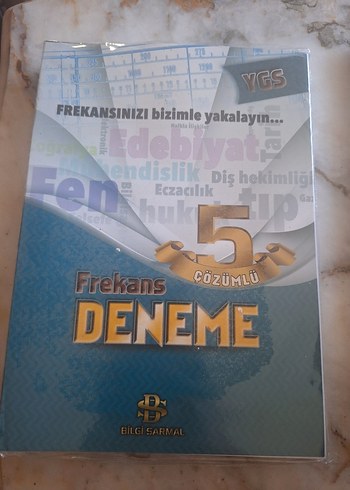 YGS
FREKANSINIZI bizimle yakalayın...
Edebiyat
Tarih
Mühendislik
Diş hekimliği
Fen
Eczacılık
hukuk
tıp
5
ÇÖZÜMLÜ
Frekans
DENEME
BİLGİ SARMAL